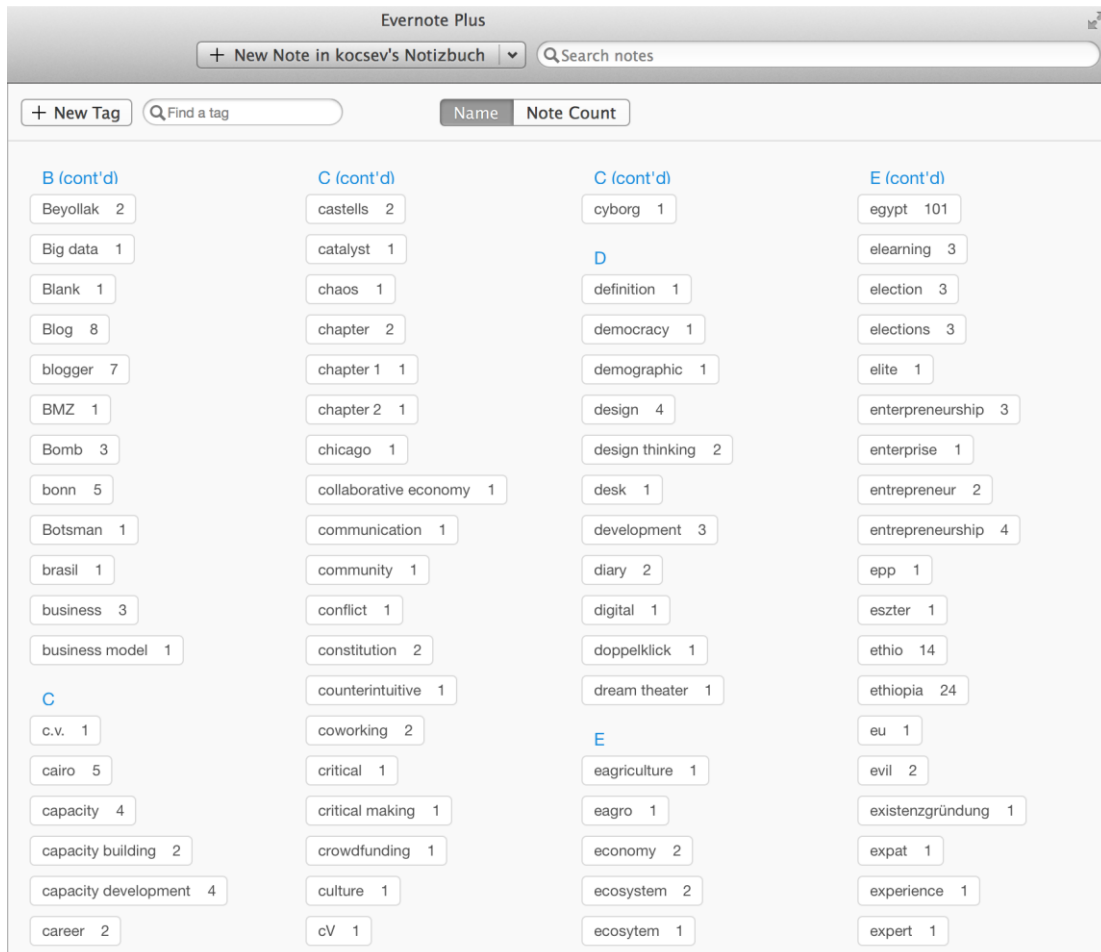 Evernote Plus
+ New Note in kocsev's Notizbuch
Search notes
+ New Tag
Find a tag
Name
Note Count
B (cont'd)
Beyollak 2
Big data 1
Blank 1
Blog 8
blogger 7
BMZ 1
Bomb 3
bonn 5
Botsman 1
brasil 1
business 3
business model 1
C
c.v. 1
cairo 5
capacity 4
capacity building 2
capacity development 4
career 2
C (cont'd)
castells 2
catalyst 1
chaos 1
chapter 2
chapter 1 1
chapter 2 1
chicago 1
collaborative economy 1
communication 1
community 1
conflict 1
constitution 2
counterintuitive 1
coworking 2
critical 1
critical making 1
crowdfunding 1
culture 1
cV 1
C (cont'd)
cyborg 1
D
definition 1
democracy 1
demographic 1
design 4
design thinking 2
desk 1
development 3
diary 2
digital 1
doppelklick 1
dream theater 1
E
eagriculture 1
eagro 1
economy 2
ecosystem 2
ecosytem 1
E (cont'd)
egypt 101
elearning 3
election 3
elections 3
elite 1
enterpreneurship 3
enterprise 1
entrepreneur 2
entrepreneurship 4
epp 1
eszter 1
ethio 14
ethiopia 24
eu 1
evil 2
existenzgründung 1
expat 1
experience 1
expert 1